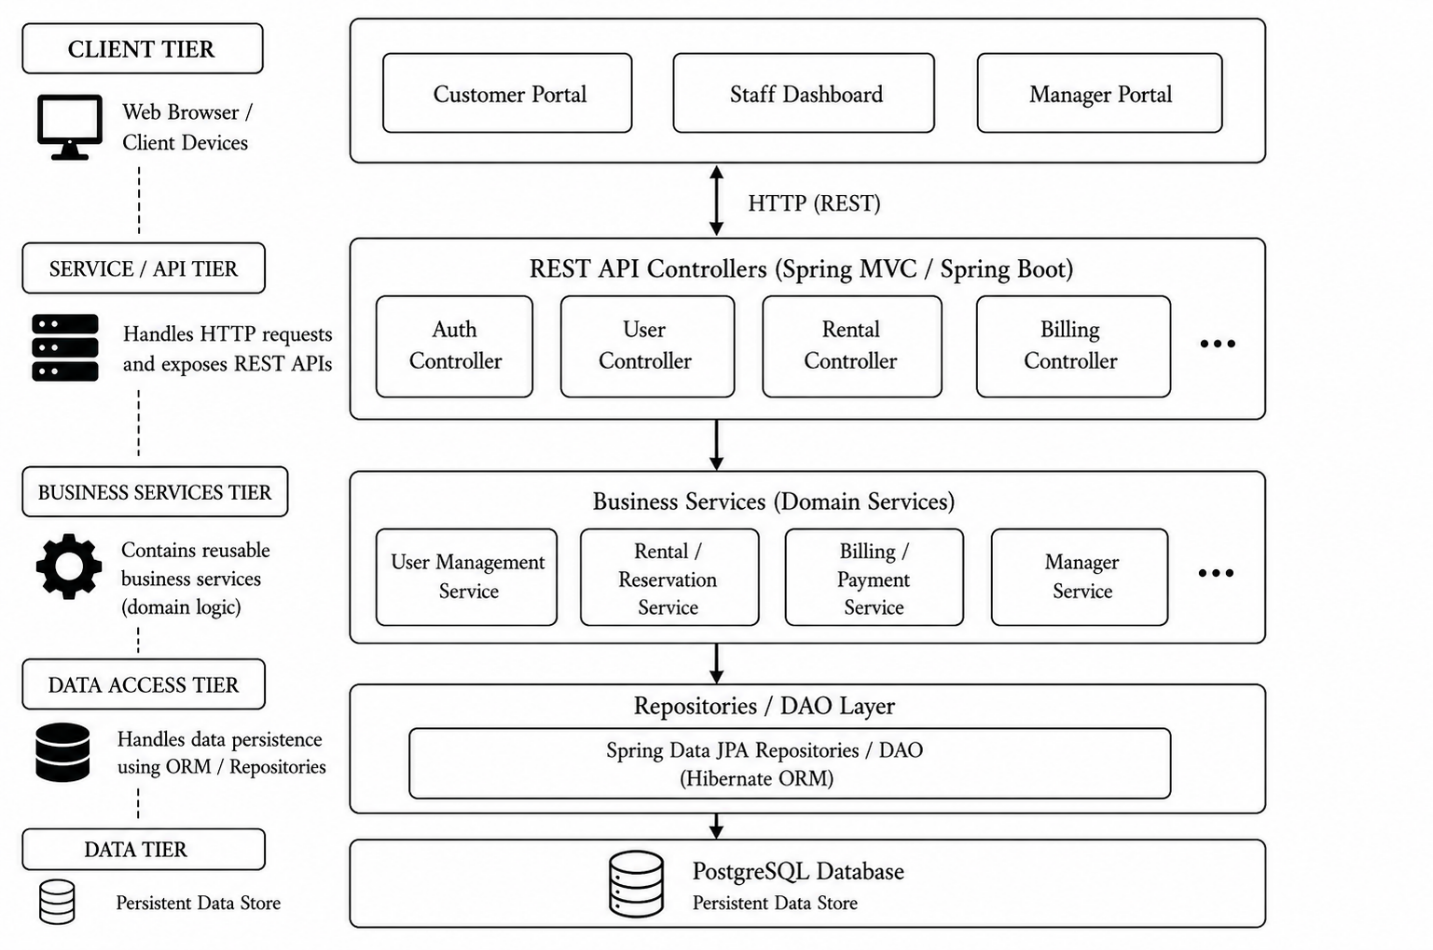 CLIENT TIER
Web Browser /
Client Devices
Customer Portal
Staff Dashboard
Manager Portal
HTTP (REST)
SERVICE / API TIER
Handles HTTP requests
and exposes REST APIs
REST API Controllers (Spring MVC / Spring Boot)
Auth
Controller
User
Controller
Rental
Controller
Billing
Controller
...
BUSINESS SERVICES TIER
Contains reusable
business services
(domain logic)
Business Services (Domain Services)
User Management
Service
Rental /
Reservation
Service
Billing /
Payment
Service
Manager
Service
...
DATA ACCESS TIER
Handles data persistence
using ORM / Repositories
Repositories / DAO Layer
Spring Data JPA Repositories / DAO
(Hibernate ORM)
DATA TIER
Persistent Data Store
PostgreSQL Database
Persistent Data Store